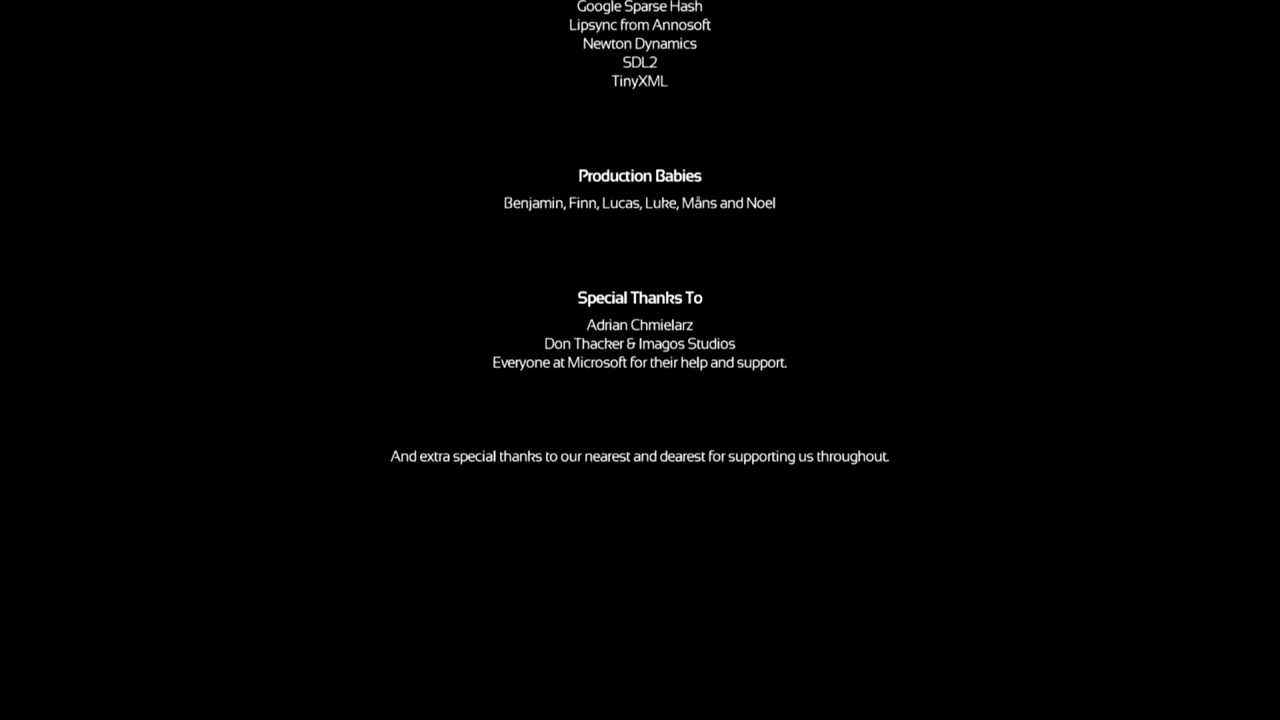 Google Sparse Hash
Lipsync from Annosoft
Newton Dynamics
SDL2
TinyXML
Production Babies
Benjamin, Finn, Lucas, Luke, Måns and Noel
Special Thanks To
Adrian Chmielarz
Don Thacker & Imagos Studios
Everyone at Microsoft for their help and support.
And extra special thanks to our nearest and dearest for supporting us throughout.